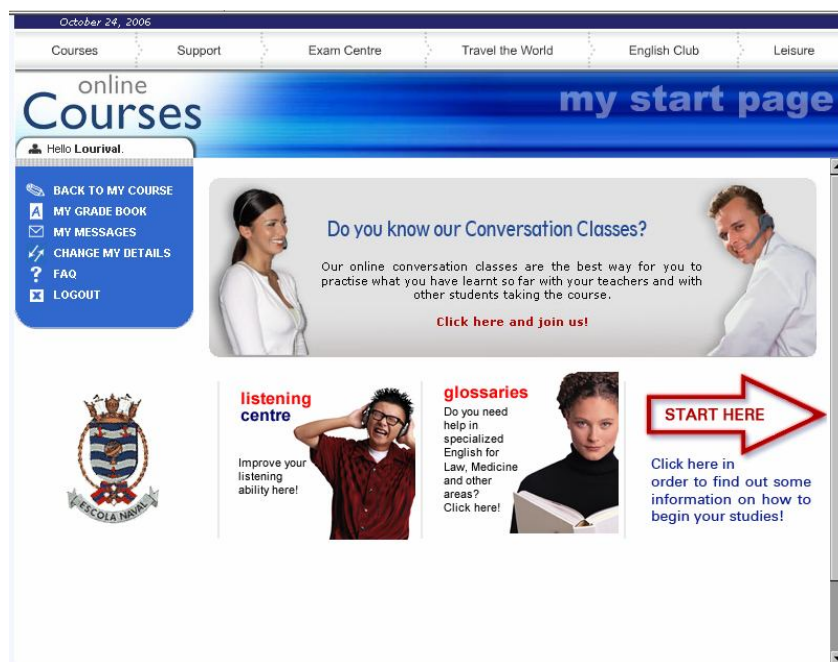 October 24, 2006
Courses Support Exam Centre Travel the World English Club Leisure
online
Courses
my start page
Hello Lourival.
BACK TO MY COURSE
MY GRADE BOOK
MY MESSAGES
CHANGE MY DETAILS
FAQ
LOGOUT
Do you know our Conversation Classes?
Our online conversation classes are the best way for you to
practise what you have learnt so far with your teachers and with
other students taking the course.
Click here and join us!
ESCOLA NAVAL
listening
centre
Improve your
listening
ability here!
glossaries
Do you need
help in
specialized
English for
Law, Medicine
and other
areas?
Click here!
START HERE
Click here in
order to find out some
information on how to
begin your studies!